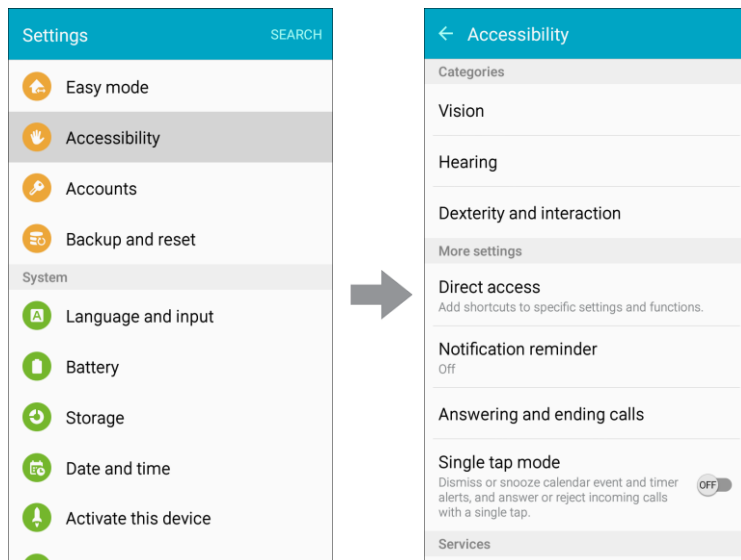 Settings
SEARCH
Easy mode
Accessibility
Accounts
Backup and reset
System
Language and input
Battery
Storage
Date and time
Activate this device
Accessibility
Categories
Vision
Hearing
Dexterity and interaction
More settings
Direct access
Add shortcuts to specific settings and functions.
Notification reminder
Off
Answering and ending calls
Single tap mode
Dismiss or snooze calendar event and timer
alerts, and answer or reject incoming calls
with a single tap.
OFF
Services